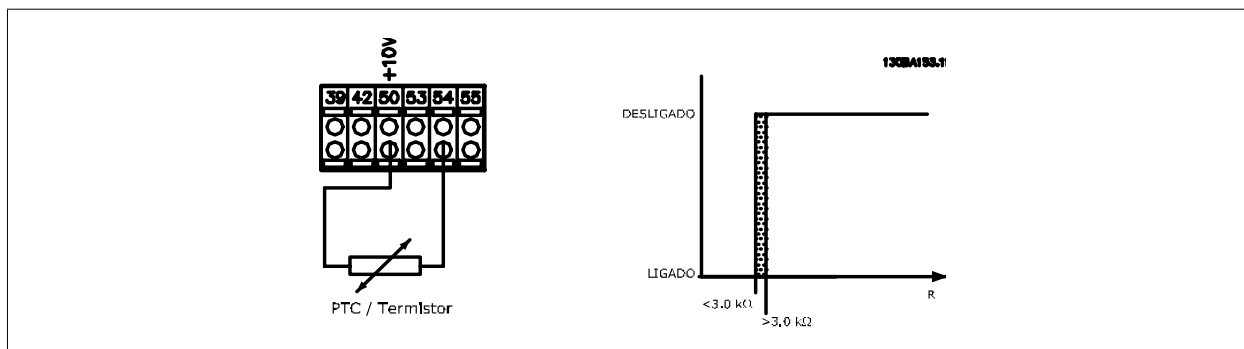 +10V
39 42 50 53 54 55
PTC / Termistor
130BA153.11
DESLIGADO
LIGADO
R
<3.0 kΩ
>3.0 kΩ